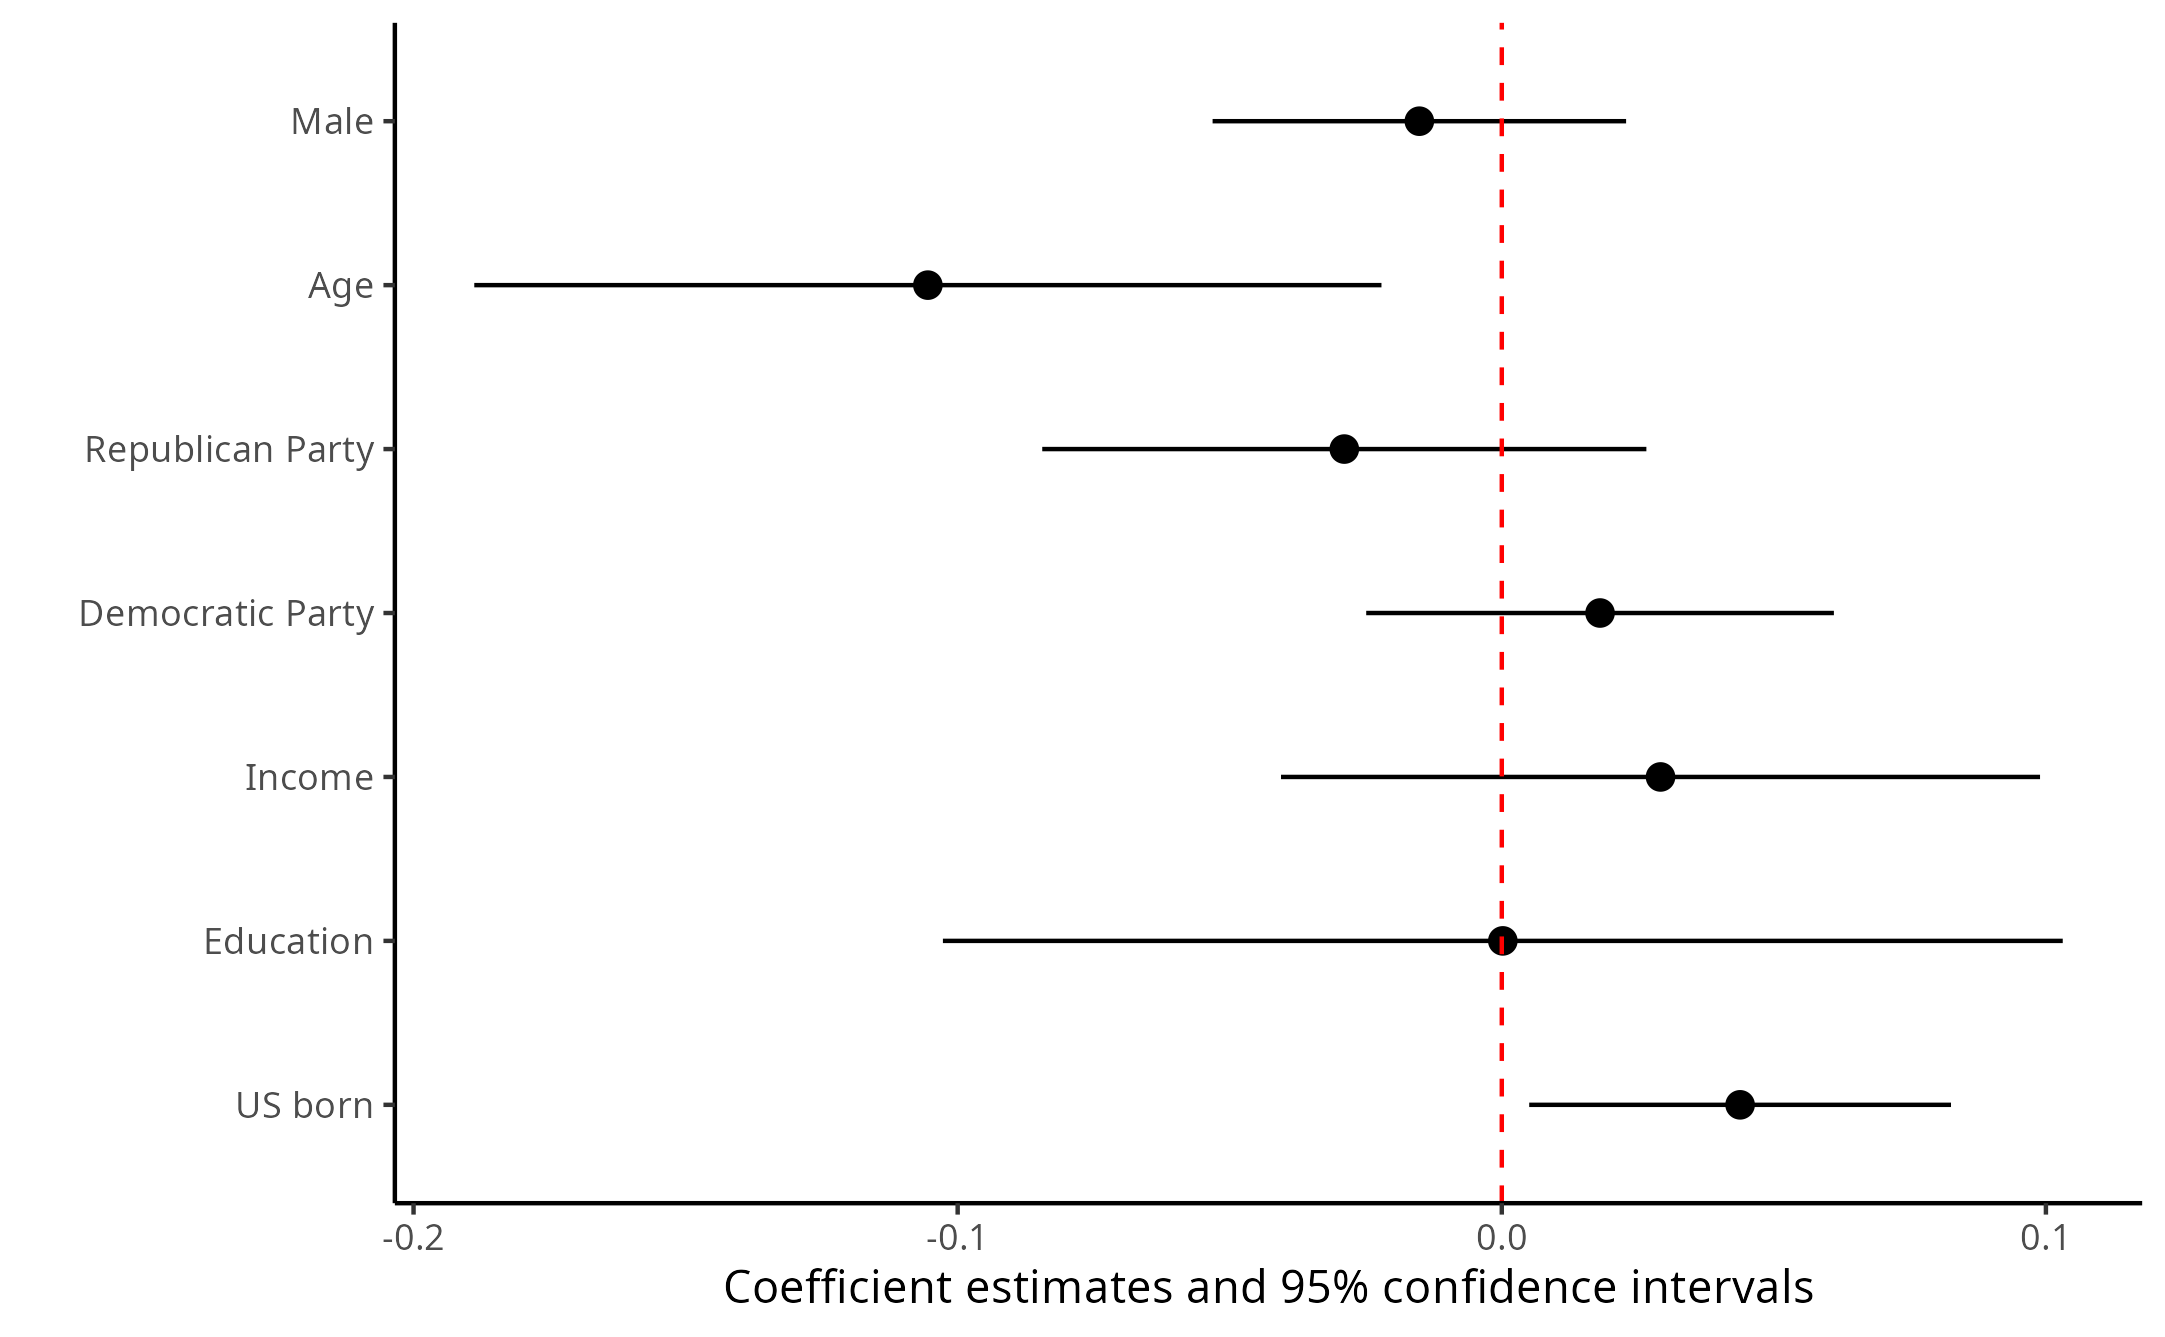 Male
Age
Republican Party
Democratic Party
Income
Education
US born
-0.2 -0.1 0.0 0.1
Coefficient estimates and 95% confidence intervals